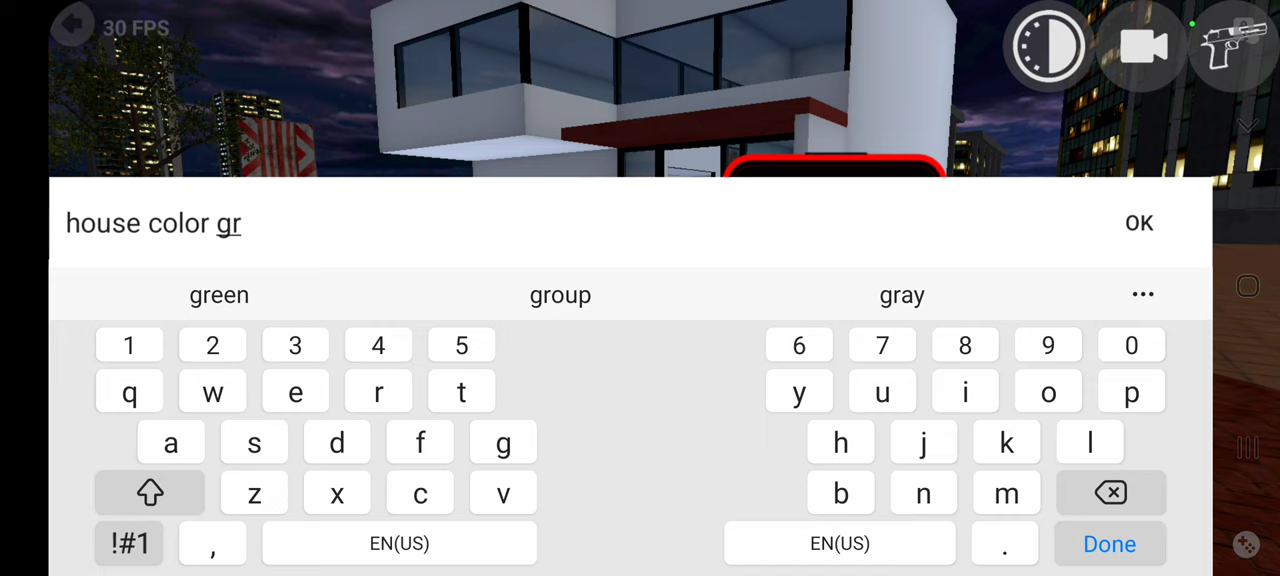 30 FPS
house color gr
OK
green group gray ...
1 2 3 4 5 6 7 8 9 0
q w e r t y u i o p
a s d f g h j k l
z x c v b n m
!#1 , EN(US) EN(US) . Done